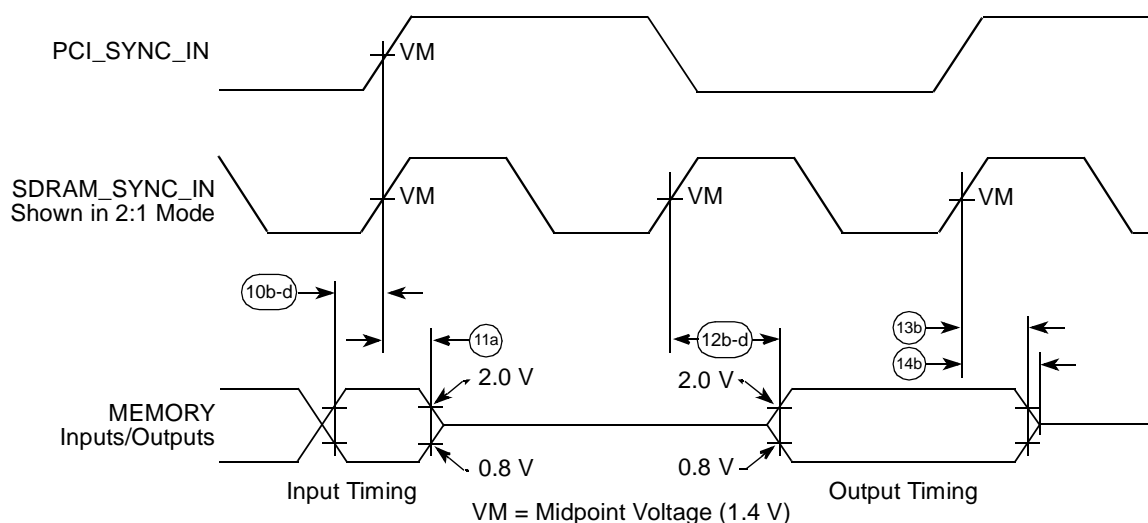 PCI_SYNC_IN
VM
SDRAM_SYNC_IN
Shown in 2:1 Mode
VM
VM
VM
10b-d
11a
12b-d
13b
14b
2.0 V
2.0 V
MEMORY
Inputs/Outputs
0.8 V
0.8 V
Input Timing
Output Timing
VM = Midpoint Voltage (1.4 V)